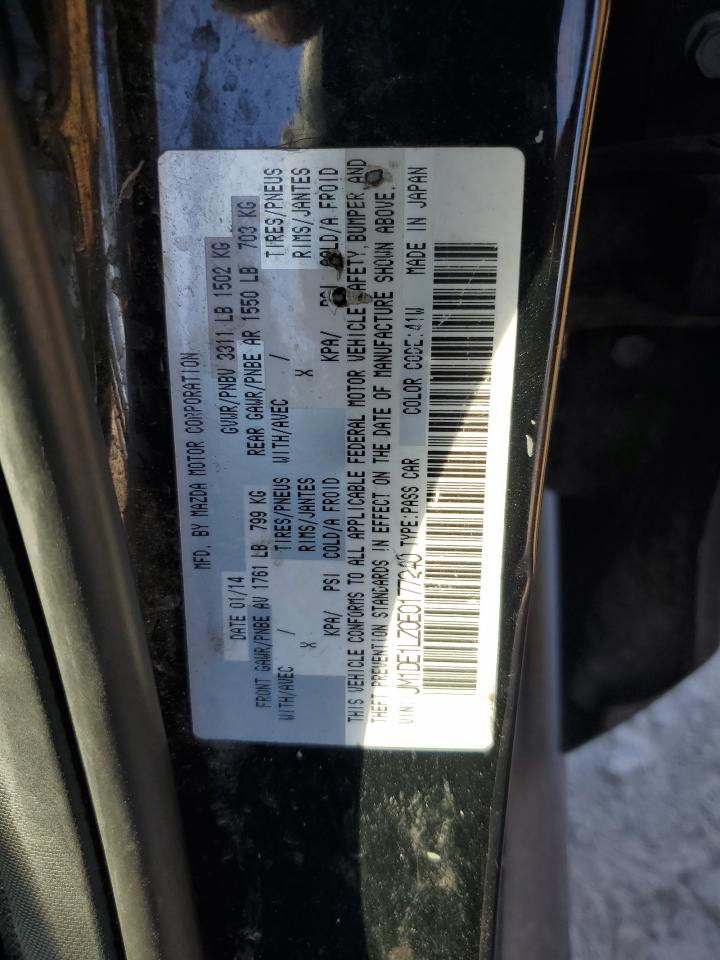 MFD. BY MAZDA MOTOR CORPORATION
DATE 01/14 GVWR/PNBV 3311 LB 1502 KG
FRONT GAWR/PNBE AV 1761 LB 799 KG REAR GAWR/PNBE AR 1550 LB 703 KG
WITH/AVEC / TIRES/PNEUS WITH/AVEC / TIRES/PNEUS
X RIMS/JANTES X RIMS/JANTES
KPA/ PSI COLD/A FROID KPA/ PSI COLD/A FROID
THIS VEHICLE CONFORMS TO ALL APPLICABLE FEDERAL MOTOR VEHICLE SAFETY, BUMPER, AND
THEFT PREVENTION STANDARDS IN EFFECT ON THE DATE OF MANUFACTURE SHOWN ABOVE.
VIN: JM1DE1LZ0E0177240 TYPE:PASS CAR COLOR CODE:41W MADE IN JAPAN